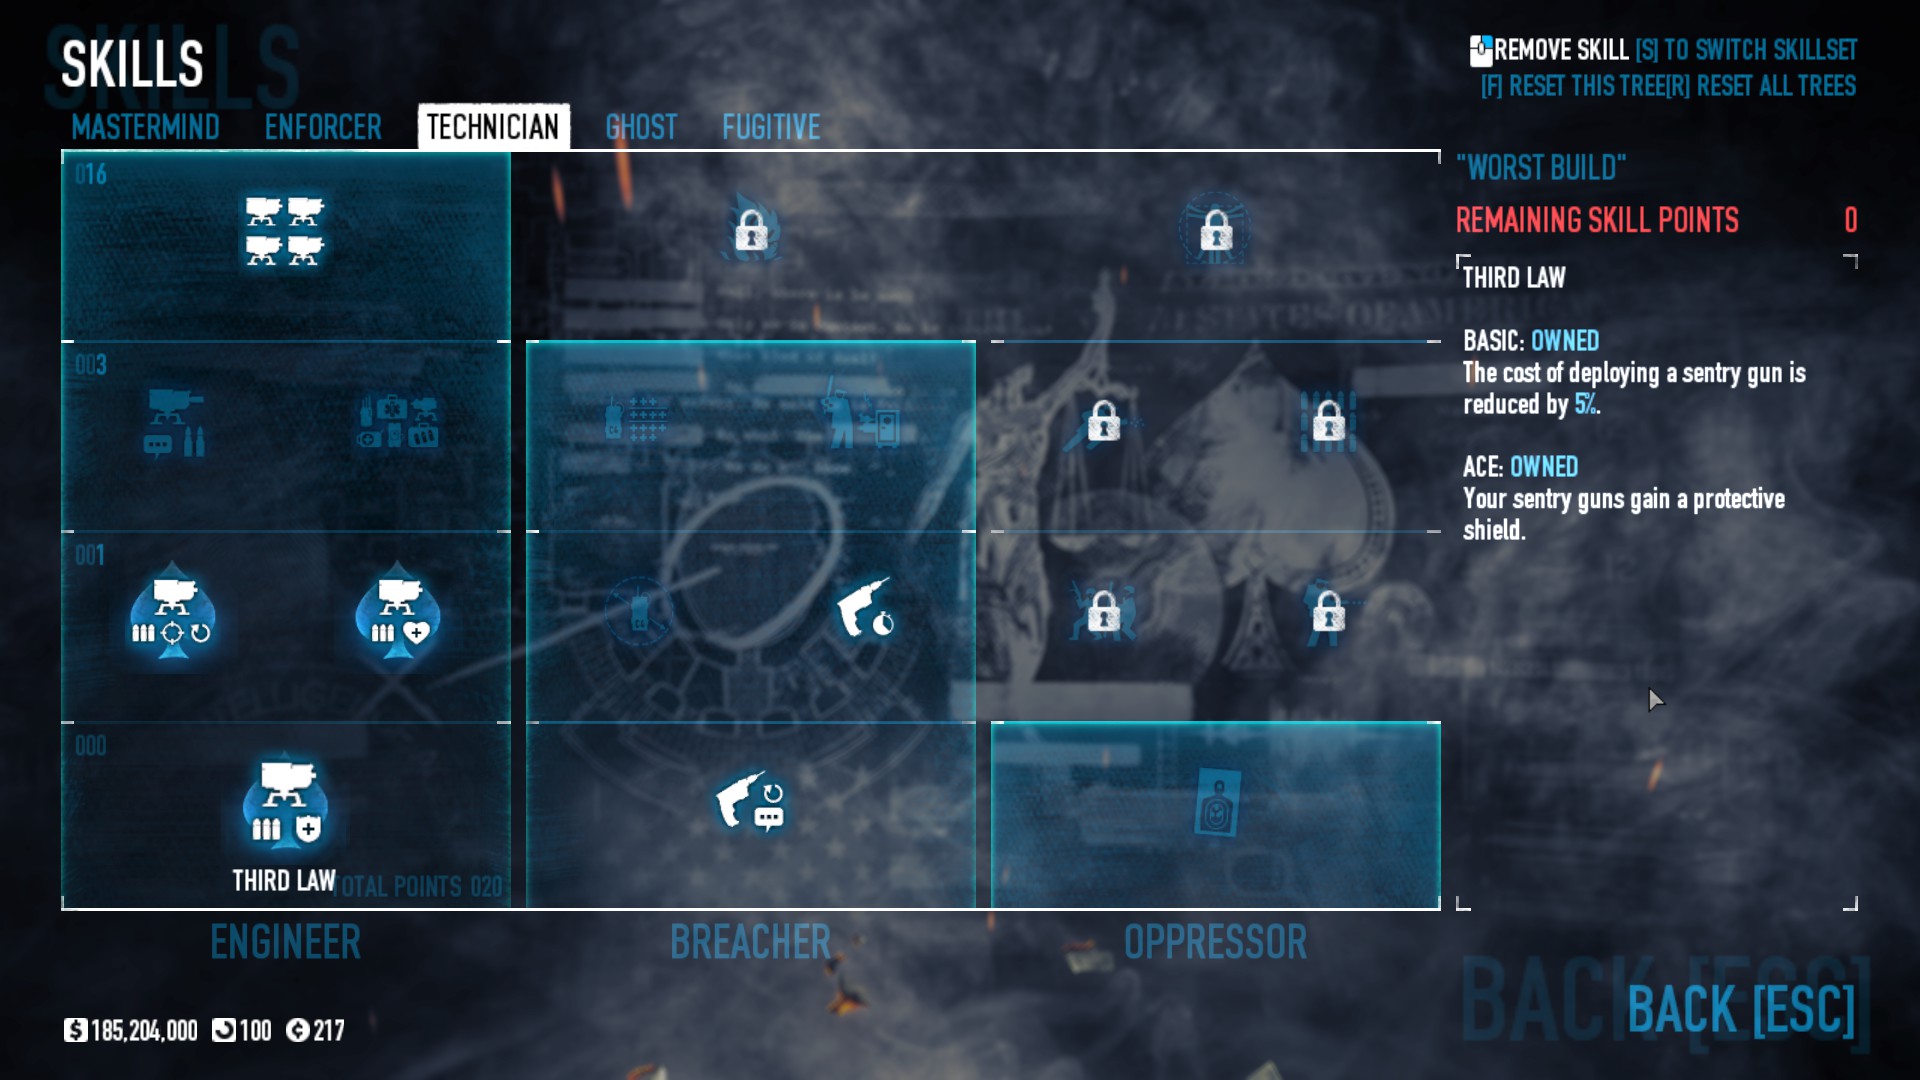 SKILLS
REMOVE SKILL [S] TO SWITCH SKILLSET
[F] RESET THIS TREE[R] RESET ALL TREES
MASTERMIND ENFORCER TECHNICIAN GHOST FUGITIVE
"WORST BUILD"
REMAINING SKILL POINTS 0
016
003
001
000
THIRD LAW
TOTAL POINTS 020
THIRD LAW
BASIC: OWNED
The cost of deploying a sentry gun is
reduced by 5%.
ACE: OWNED
Your sentry guns gain a protective
shield.
ENGINEER BREACHER OPPRESSOR
185,204,000 100 217
BACK [ESC]